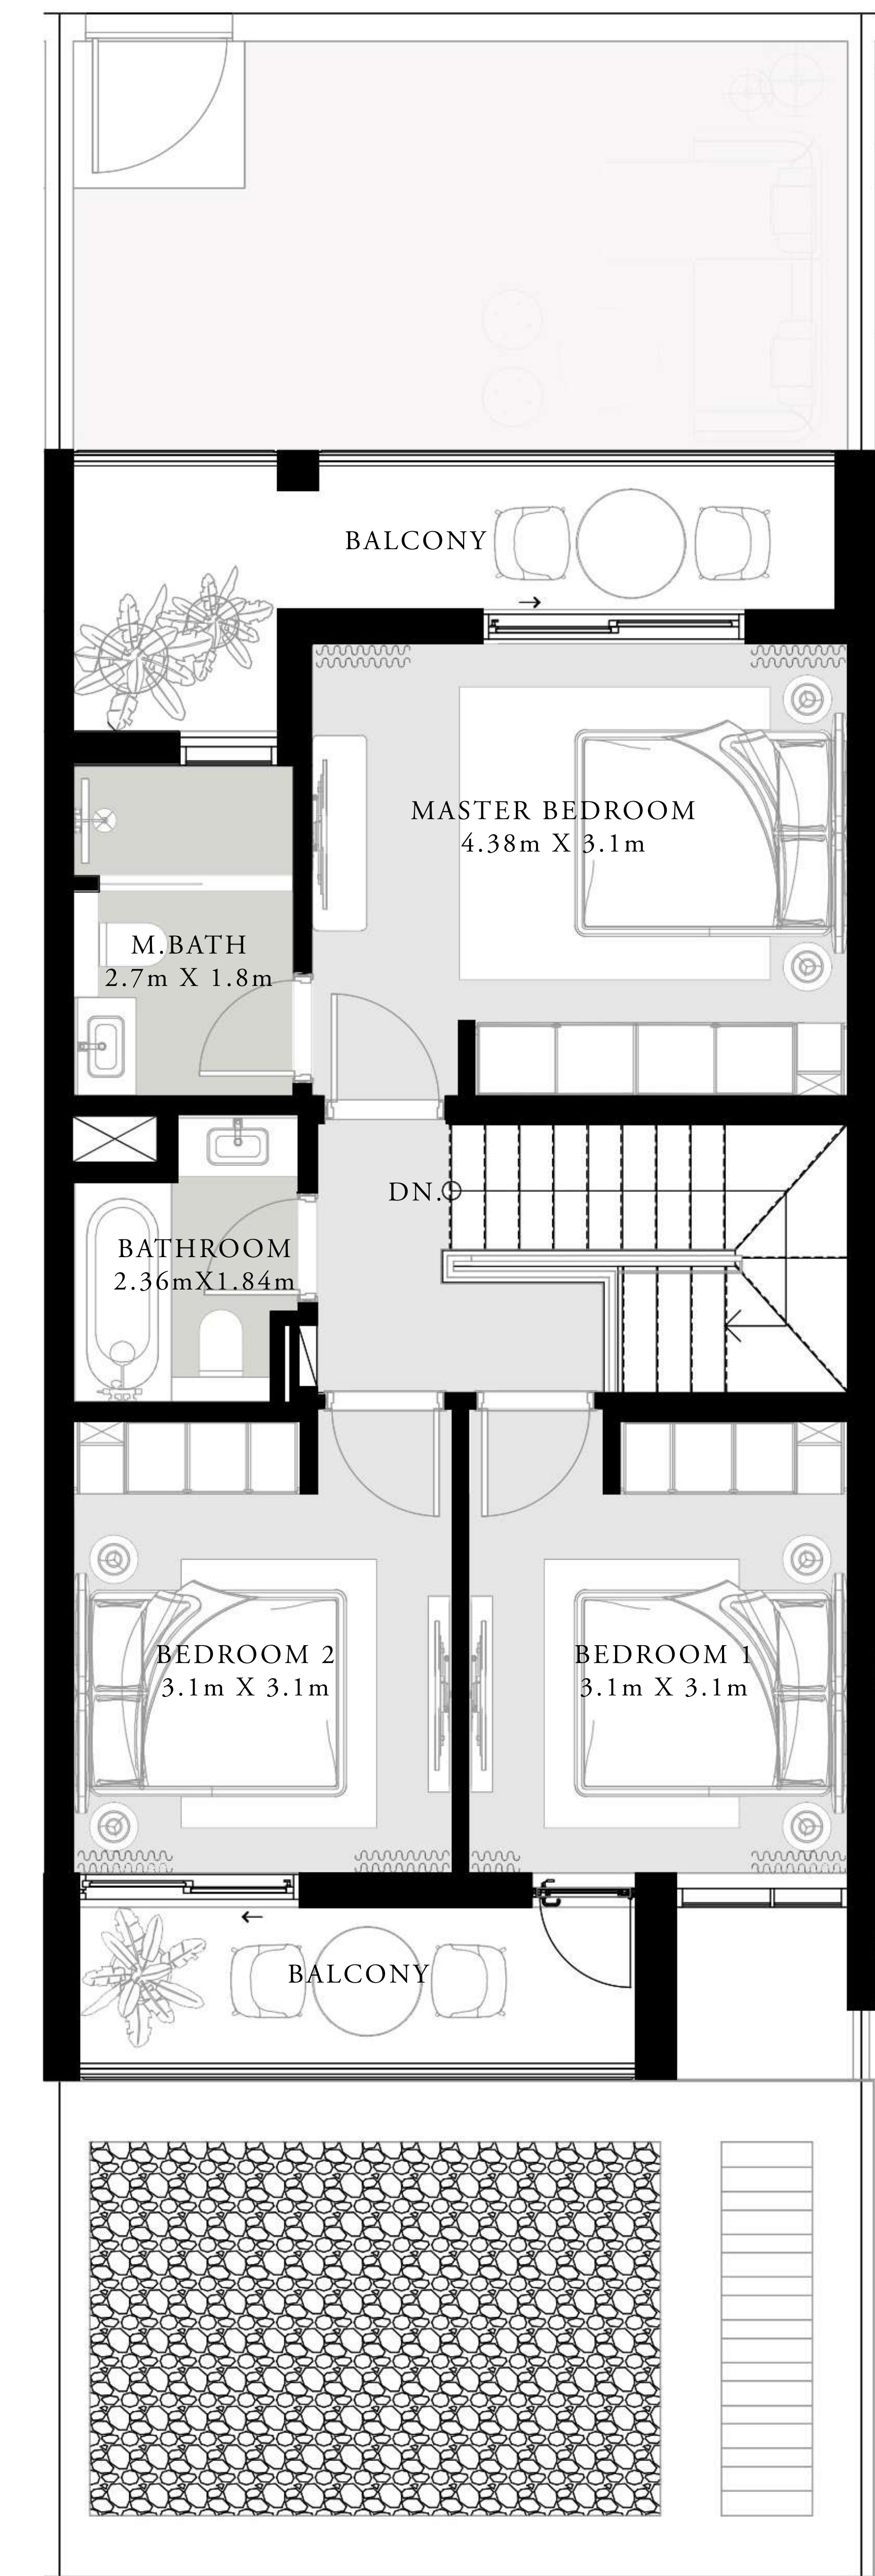 BALCONY
MASTER BEDROOM
4.38m X 3.1m
M.BATH
2.7m X 1.8m
DN.
BATHROOM
2.36mX1.84m
BEDROOM 2
3.1m X 3.1m
BEDROOM 1
3.1m X 3.1m
BALCONY